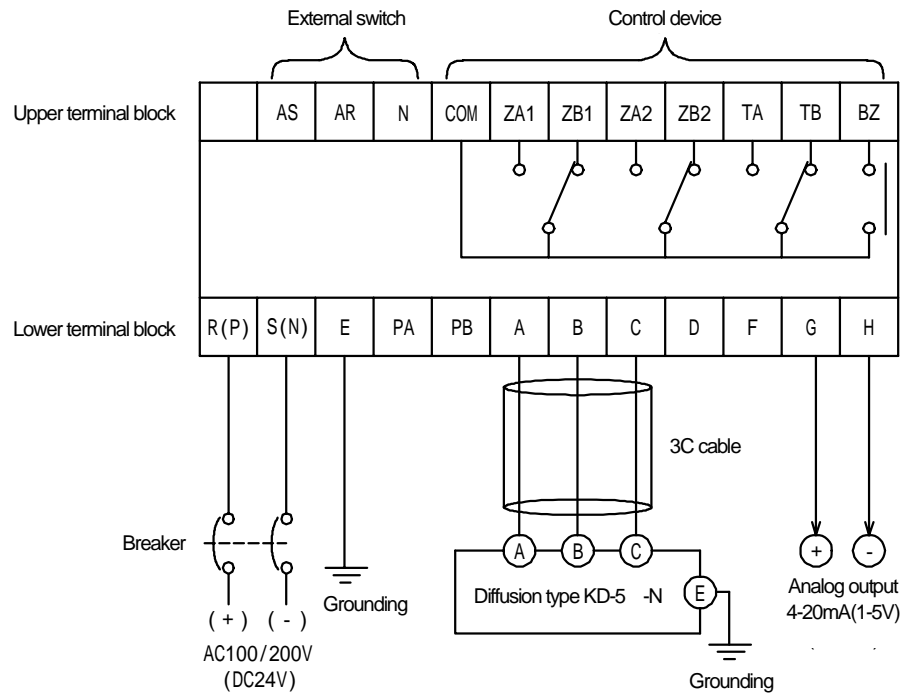 External switch
Control device
Upper terminal block
AS AR N COM ZA1 ZB1 ZA2 ZB2 TA TB BZ
Lower terminal block
R(P) S(N) E PA PB A B C D F G H
3C cable
Breaker
A B C
+ -
Diffusion type KD-5 -N
E
Analog output
4-20mA(1-5V)
Grounding
(+) (-)
AC100/200V
(DC24V)
Grounding